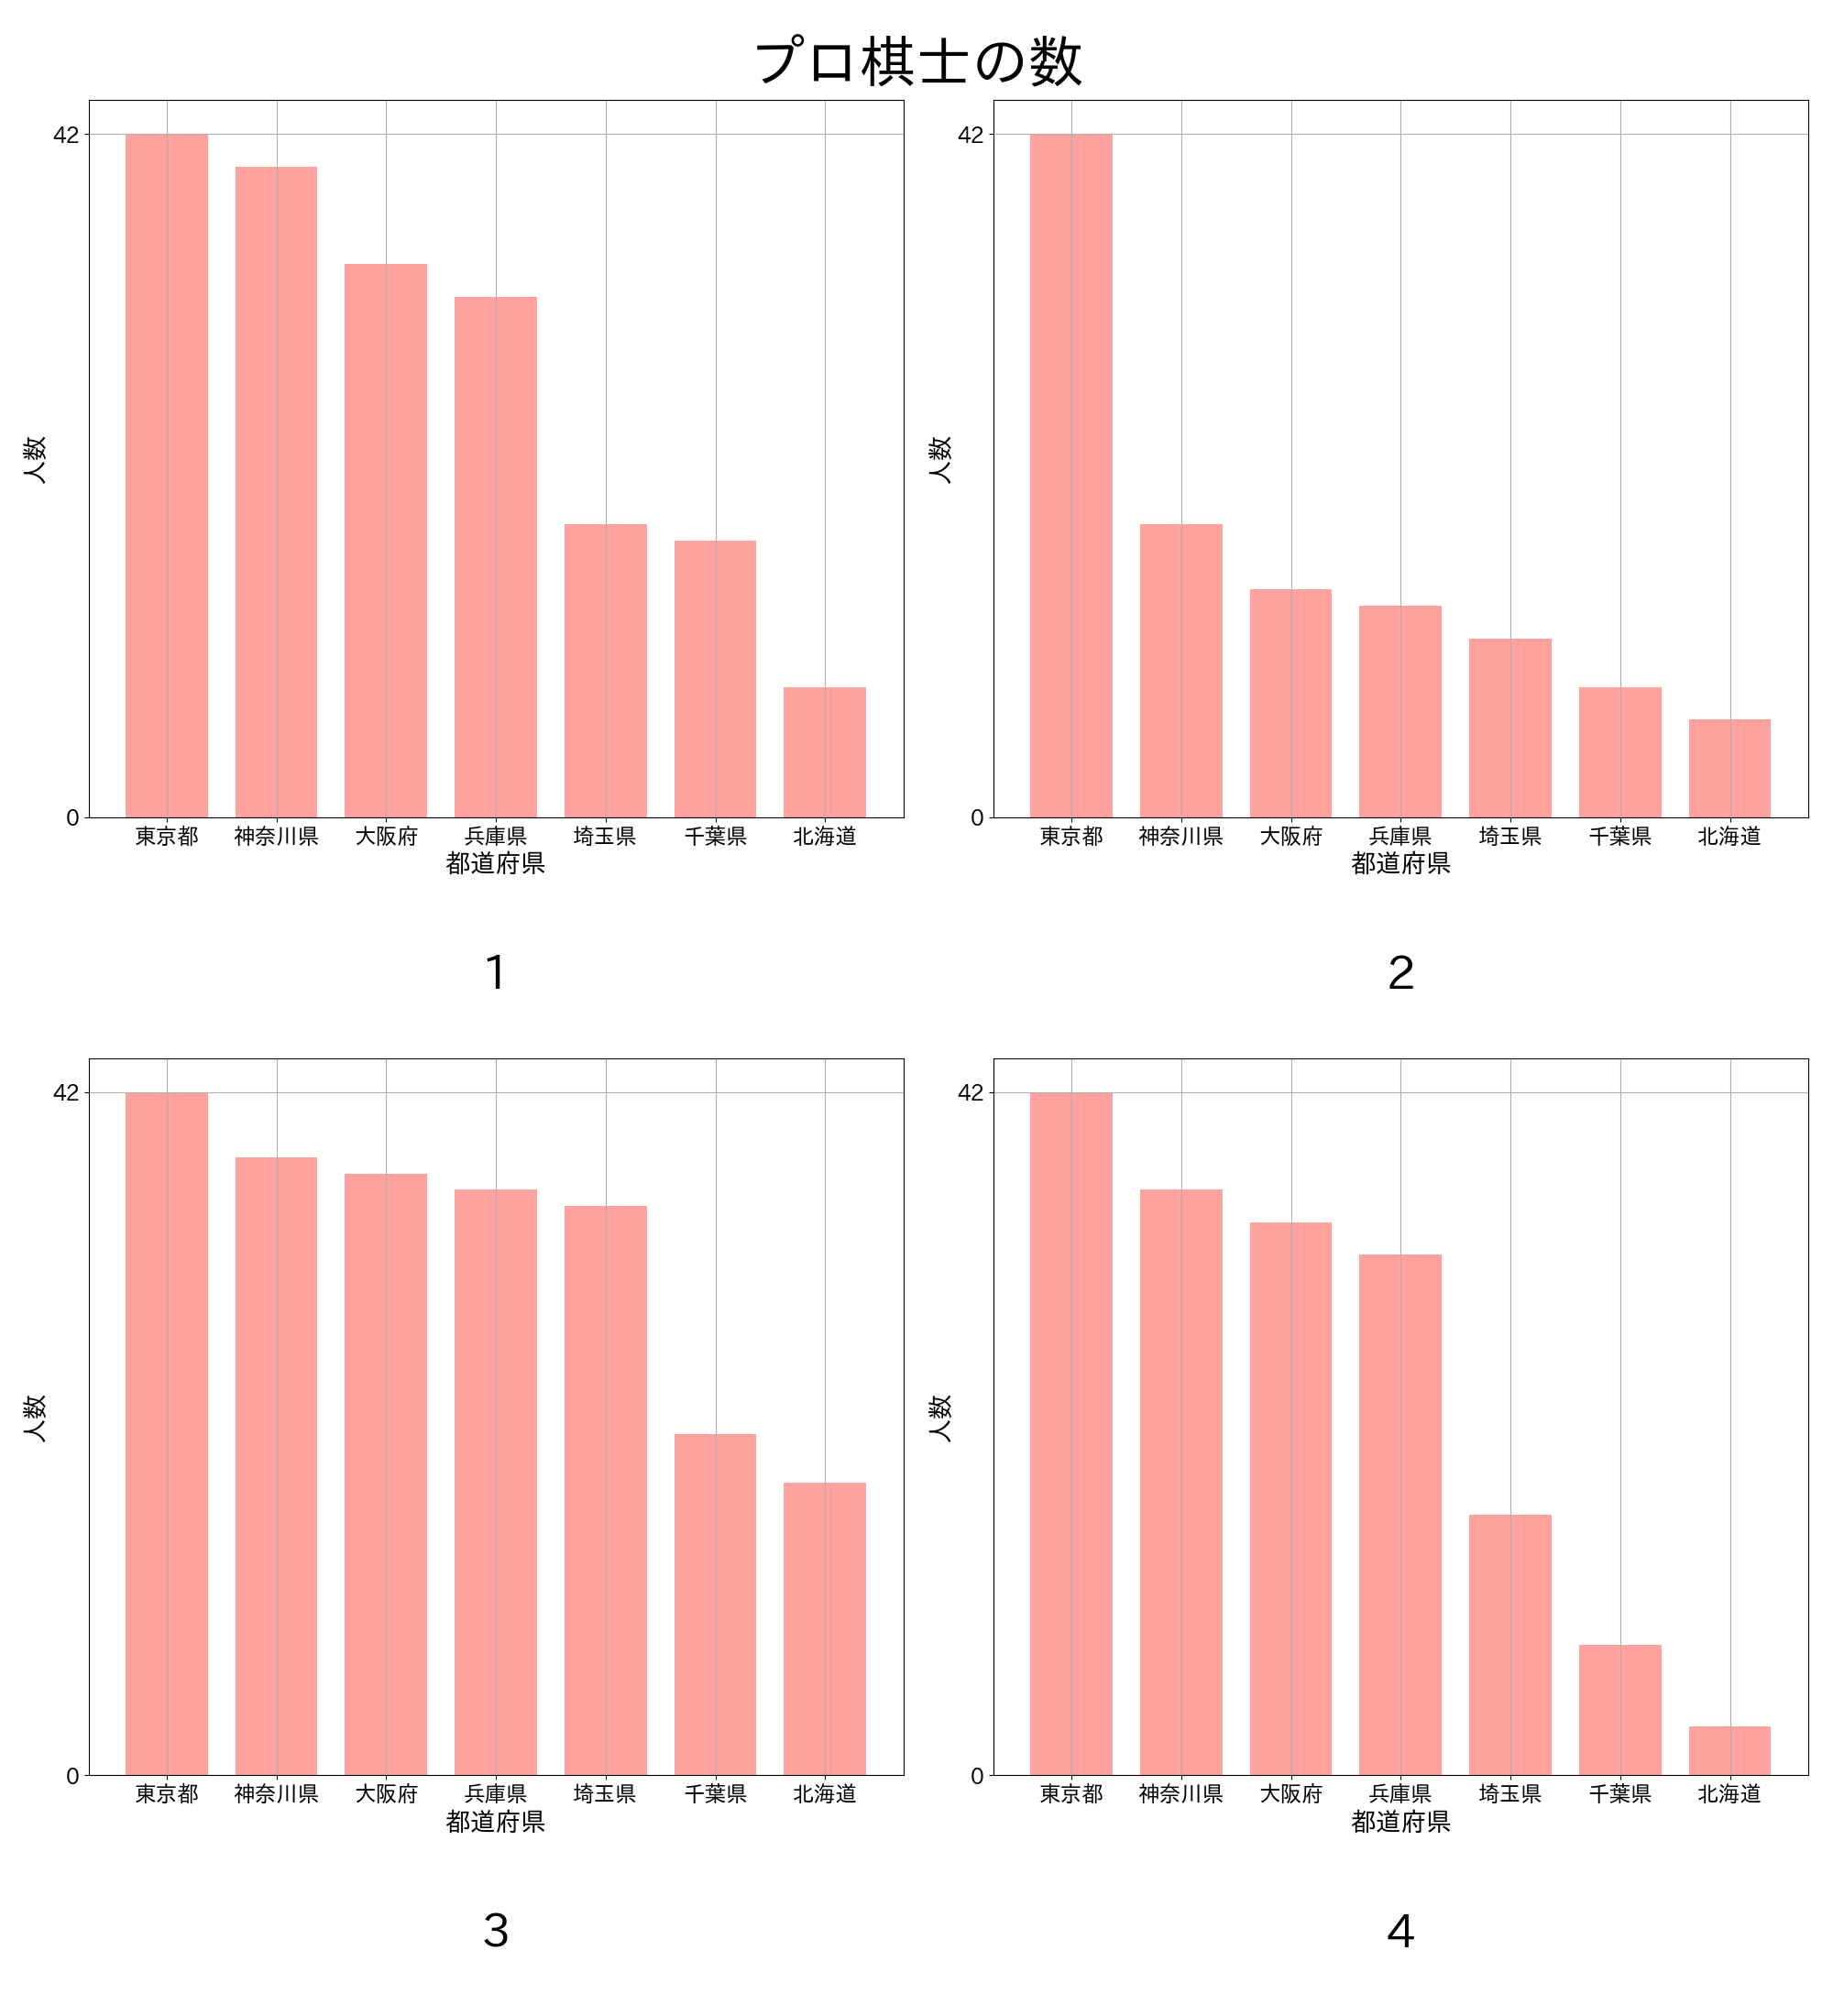 プロ棋士の数
42
0
人数
東京都 神奈川県 大阪府 兵庫県 埼玉県 千葉県 北海道
都道府県
1
42
0
人数
東京都 神奈川県 大阪府 兵庫県 埼玉県 千葉県 北海道
都道府県
2
42
0
人数
東京都 神奈川県 大阪府 兵庫県 埼玉県 千葉県 北海道
都道府県
3
42
0
人数
東京都 神奈川県 大阪府 兵庫県 埼玉県 千葉県 北海道
都道府県
4